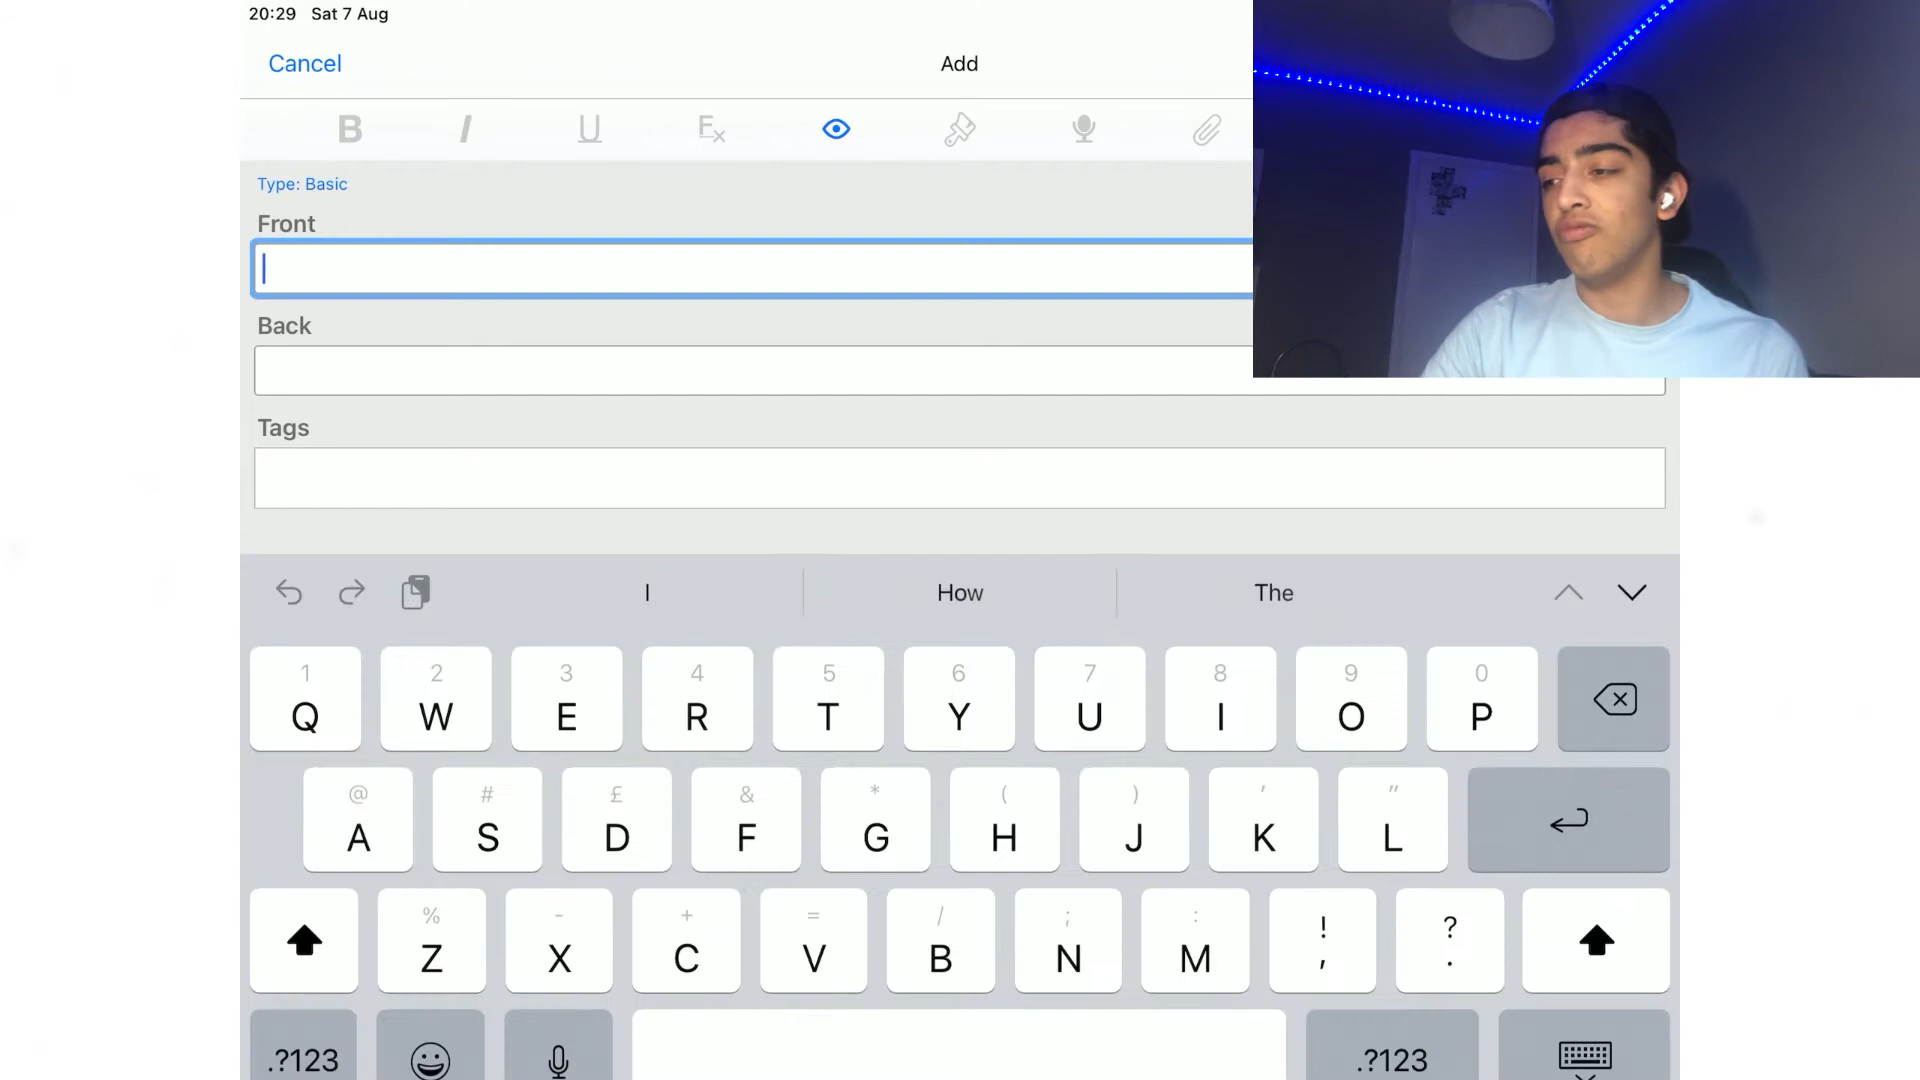 20:29 Sat 7 Aug
Cancel
Add
B I U Fx
Type: Basic
Front
Back
Tags
I How The
1 2 3 4 5 6 7 8 9 0
Q W E R T Y U I O P
@ # £ & * ( ) ' "
A S D F G H J K L
% - + = / ; : ! ?
Z X C V B N M , .
.?123 .?123